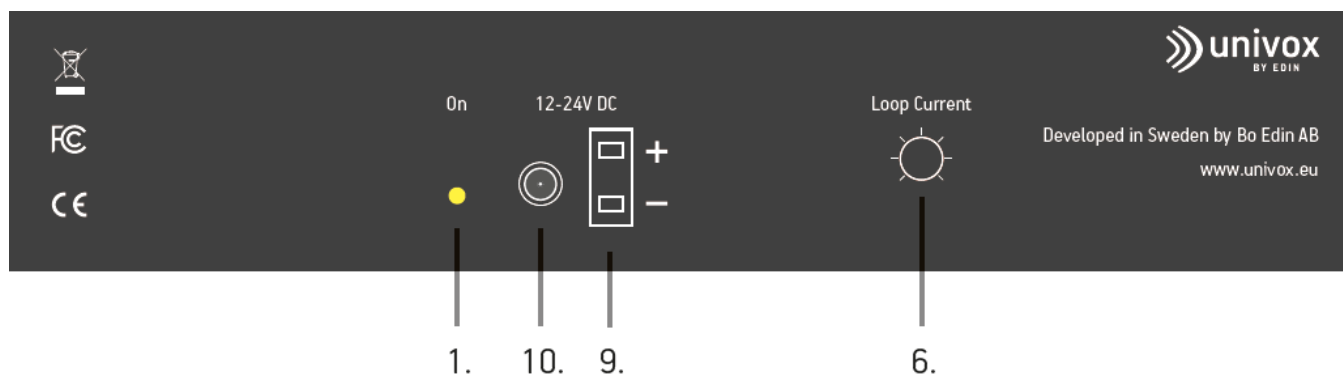 univox
BY EDIN
On
12-24V DC
Loop Current
FC
Developed in Sweden by Bo Edin AB
+
www.univox.eu
CE
−
1.
10.
9.
6.